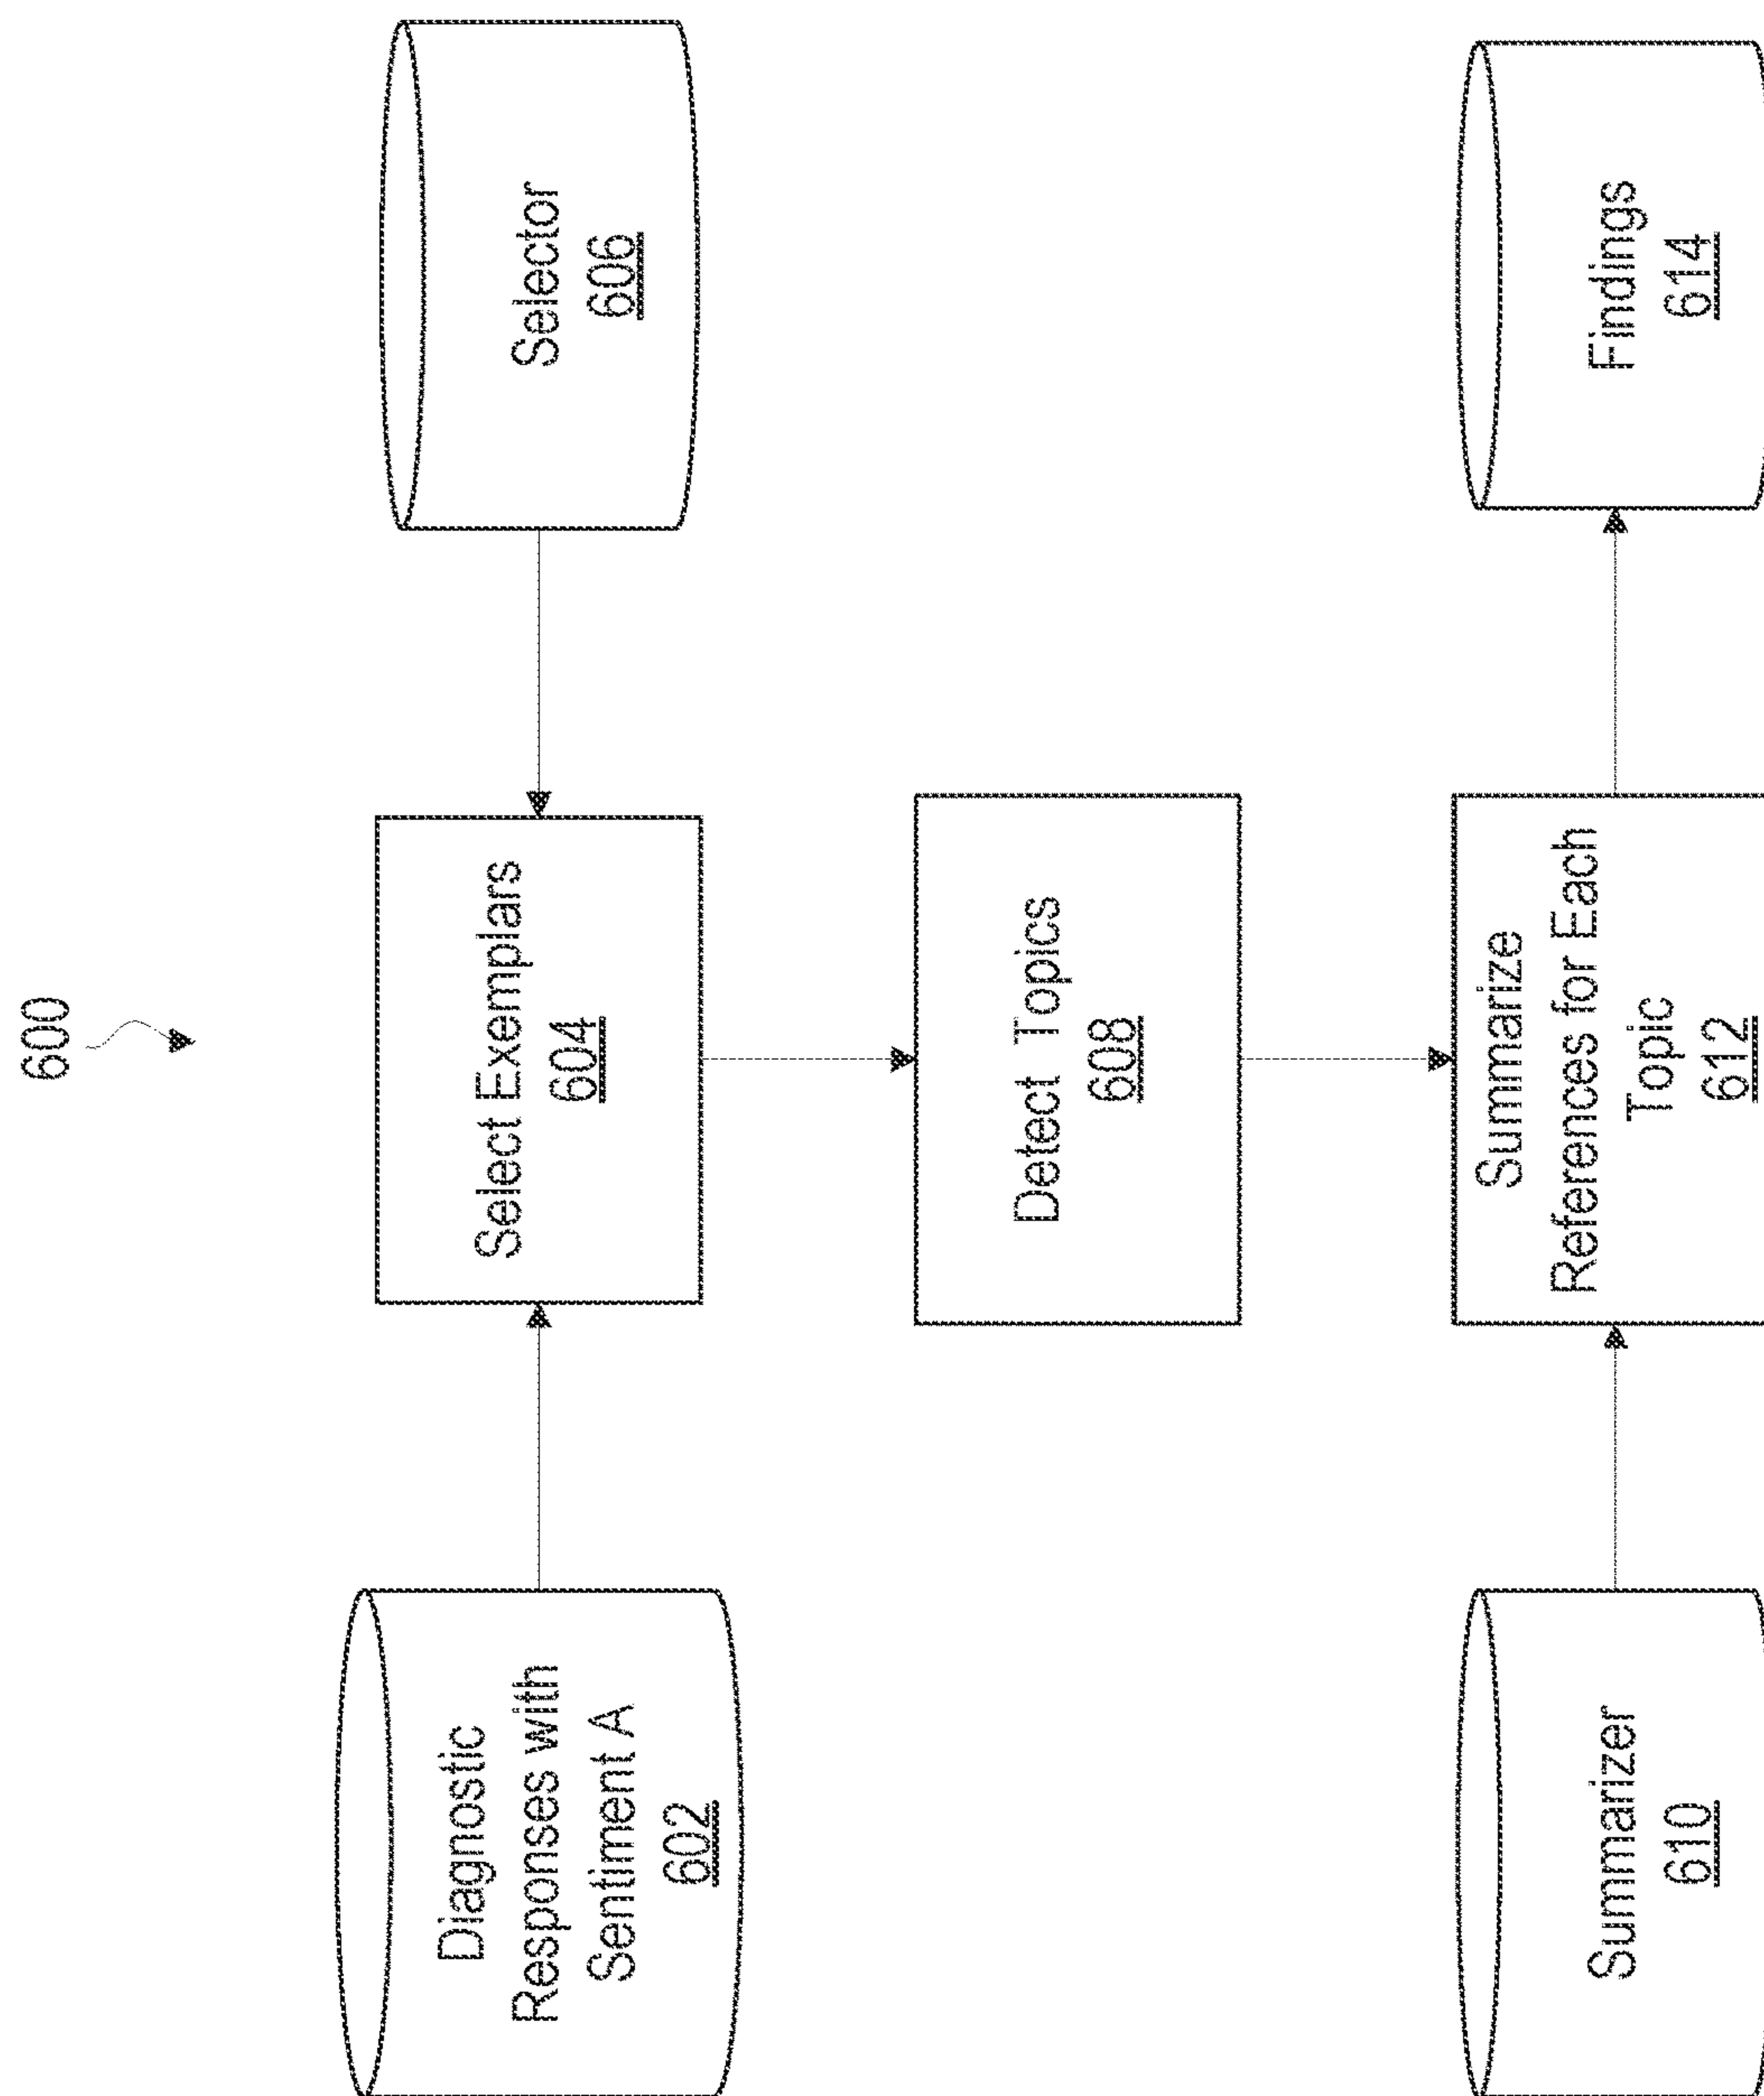 600
Diagnostic
Responses with
Sentiment A
602
Select Exemplars
604
Selector
606
Detect Topics
608
Summarizer
610
Summarize
References for Each
Topic
612
Findings
614